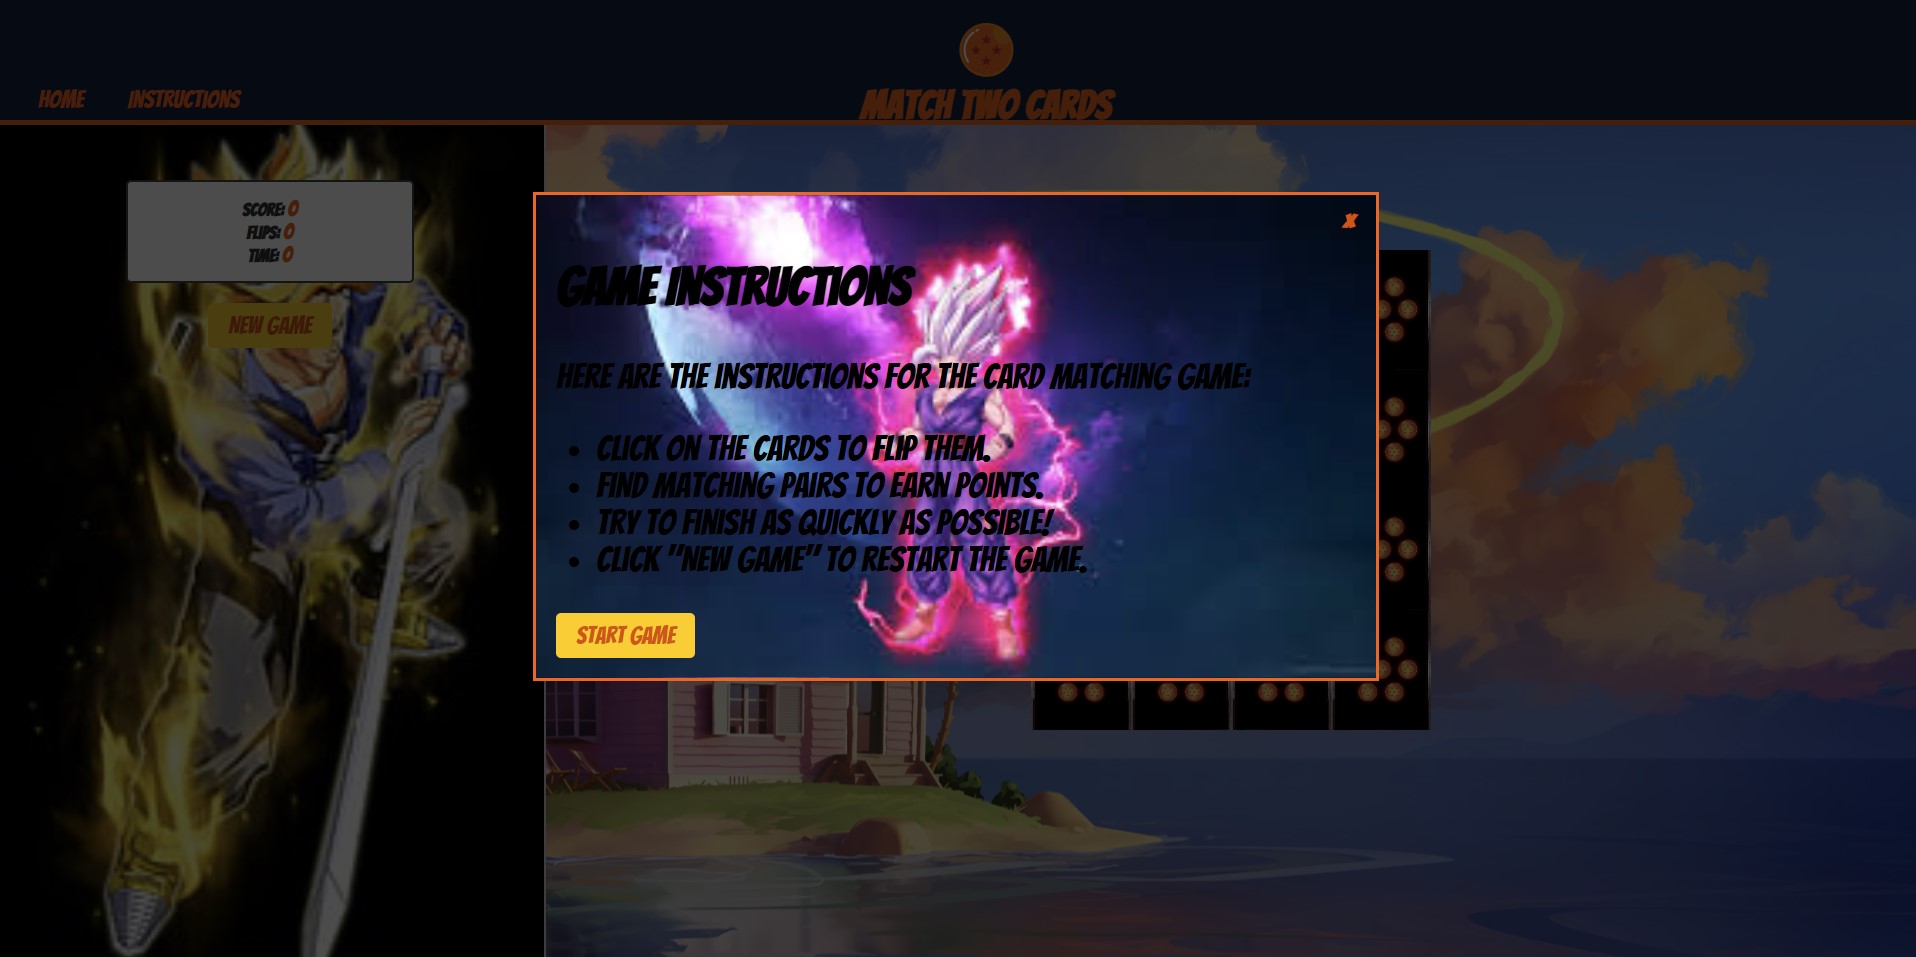 HOME
INSTRUCTIONS
MATCH TWO CARDS
SCORE: 0
FLIPS: 0
TIME: 0
NEW GAME
X
GAME INSTRUCTIONS
HERE ARE THE INSTRUCTIONS FOR THE CARD MATCHING GAME:
• CLICK ON THE CARDS TO FLIP THEM.
• FIND MATCHING PAIRS TO EARN POINTS.
• TRY TO FINISH AS QUICKLY AS POSSIBLE!
• CLICK "NEW GAME" TO RESTART THE GAME.
START GAME